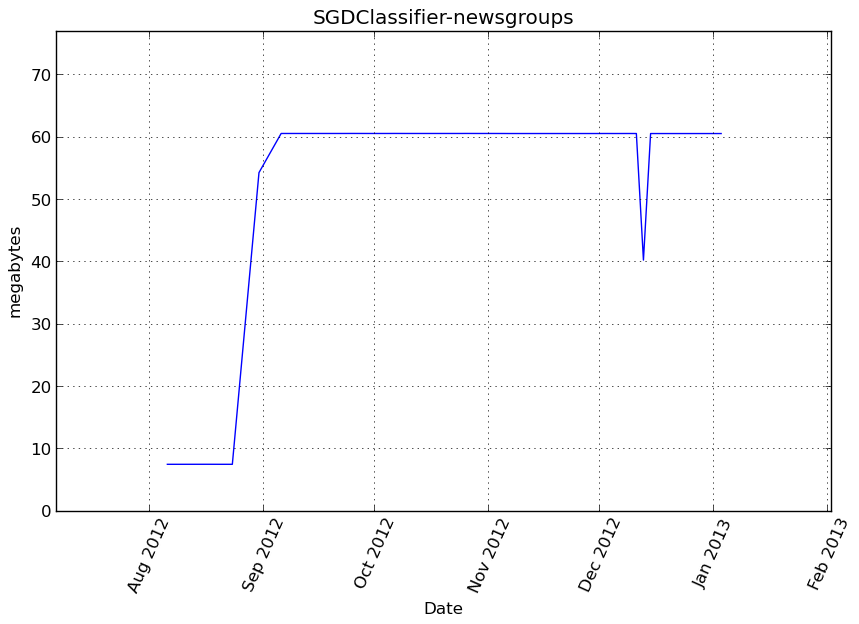 SGDClassifier-newsgroups
70
60
50
40
30
20
10
0
megabytes
Aug 2012
Sep 2012
Oct 2012
Nov 2012
Dec 2012
Jan 2013
Feb 2013
Date